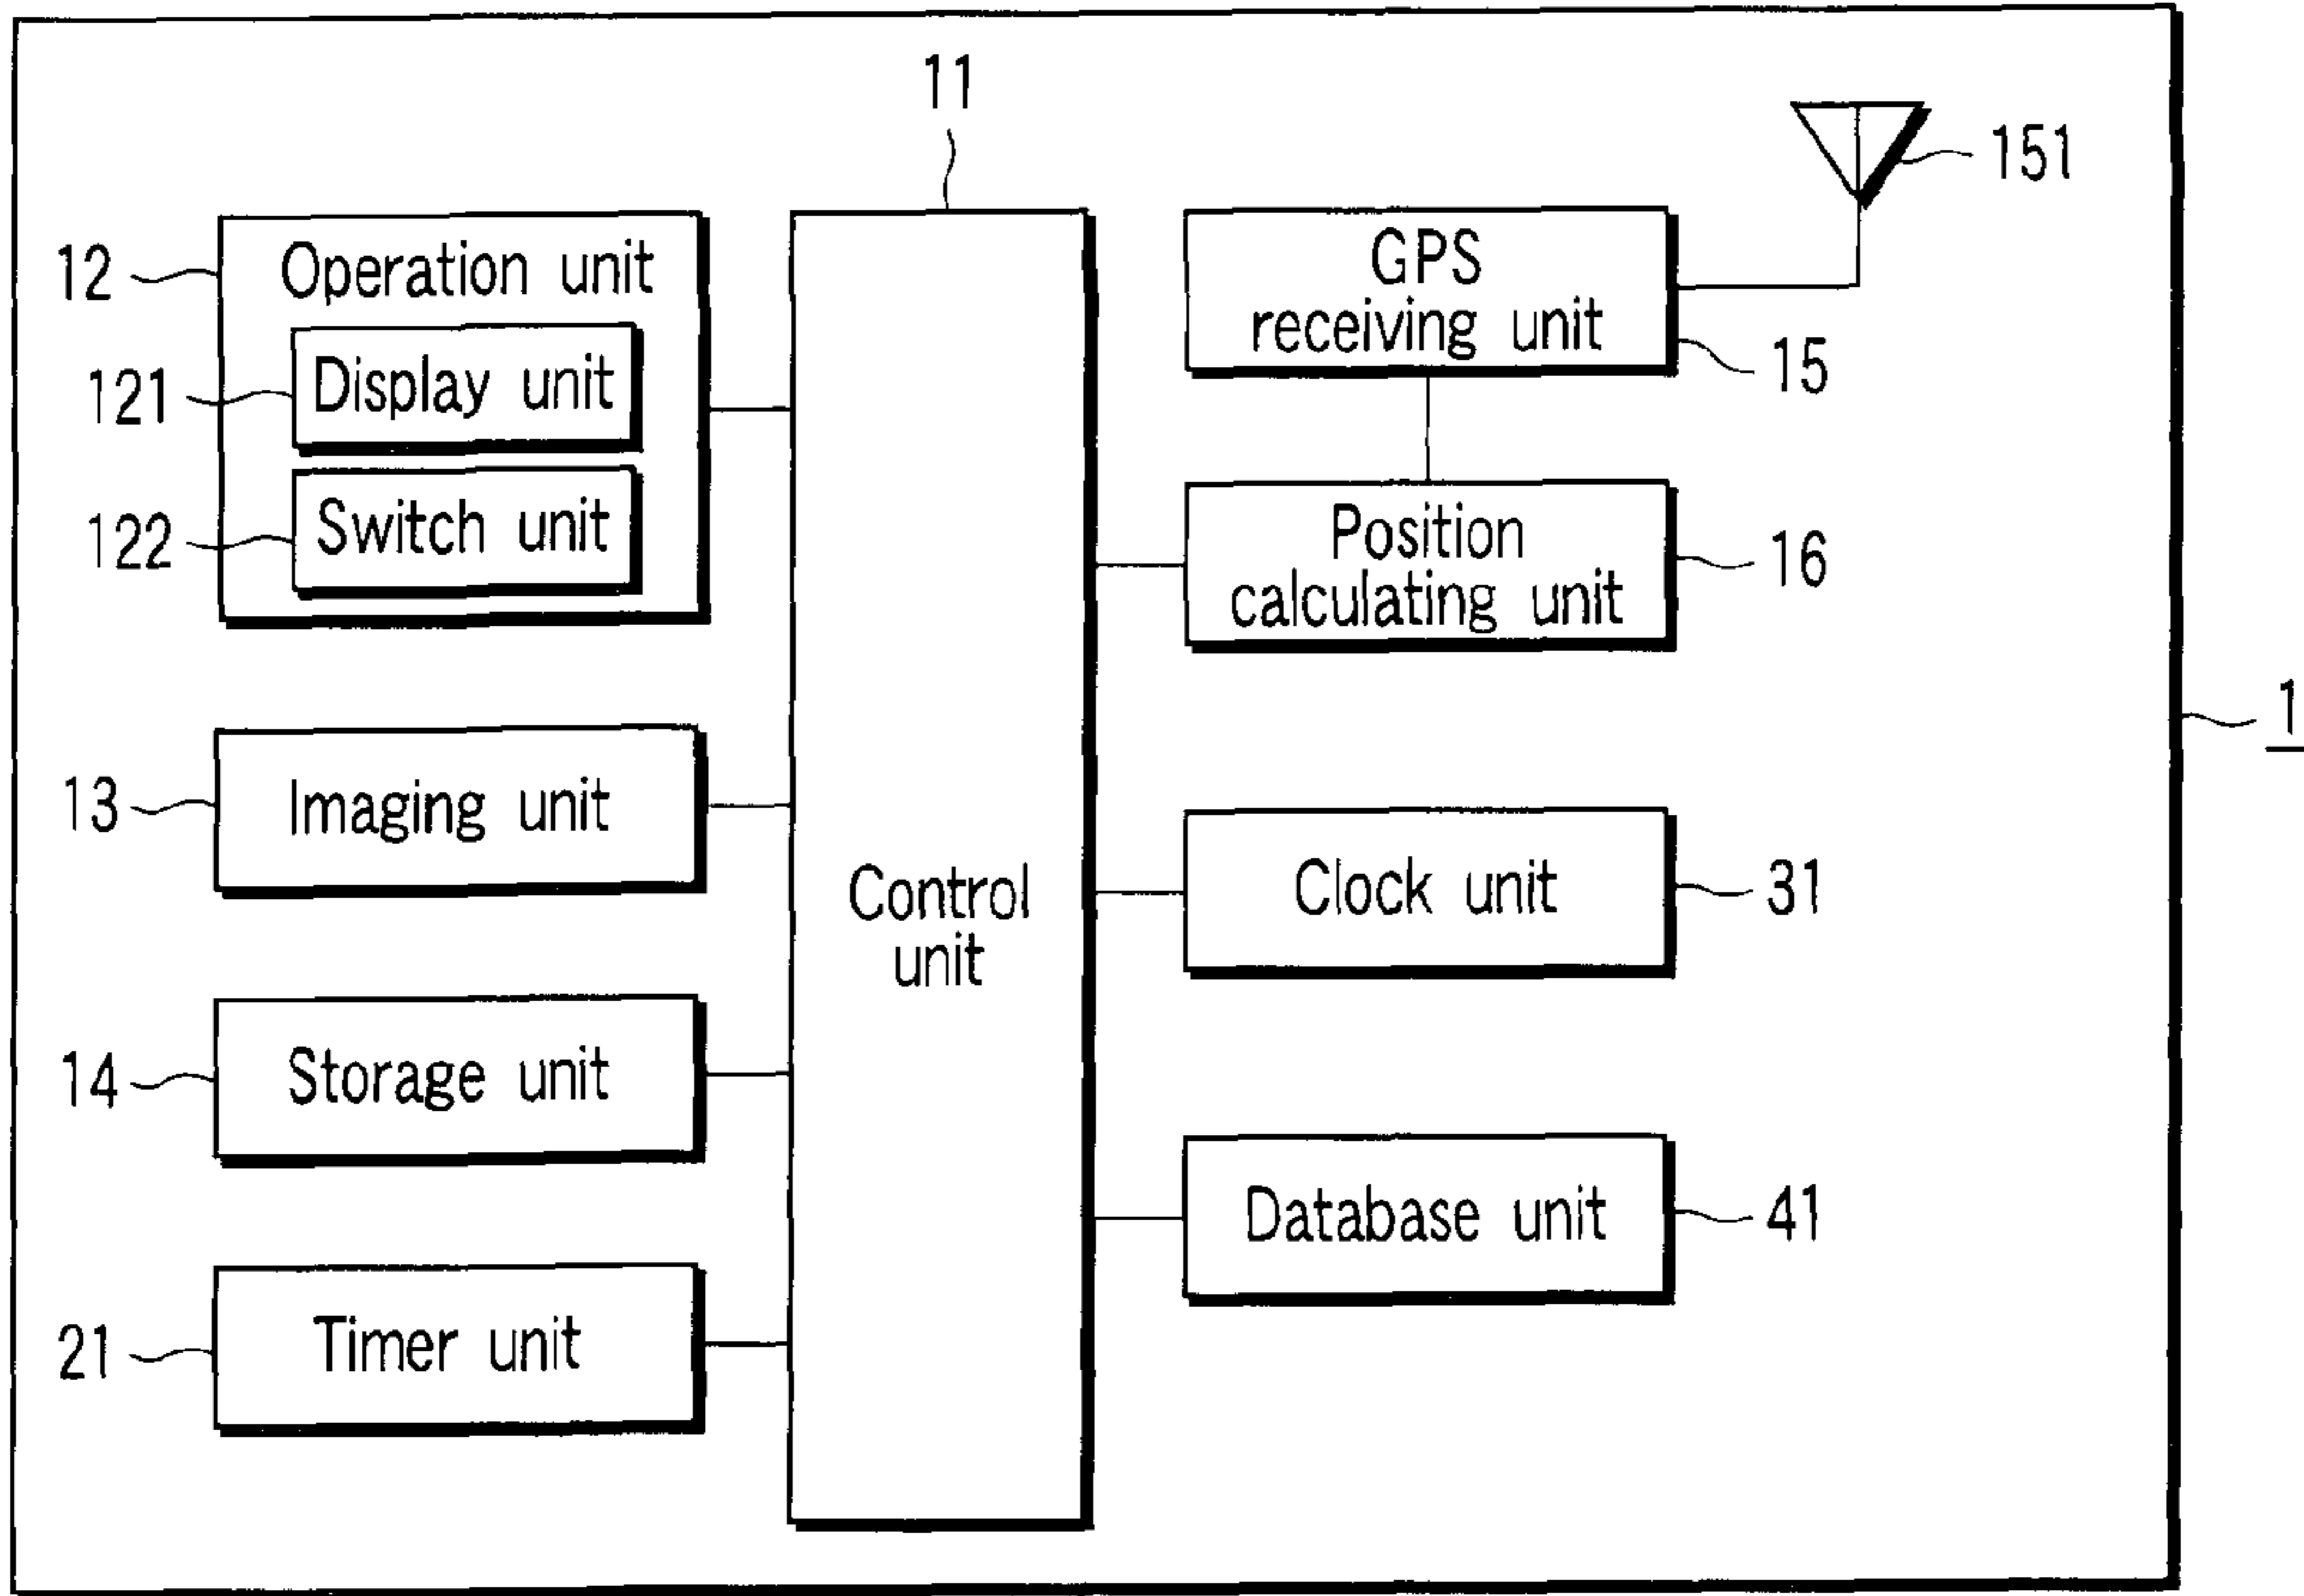 11
151
12
Operation unit
GPS
receiving unit
15
121
Display unit
122
Switch unit
Position
calculating unit
16
1
13
Imaging unit
Control
unit
Clock unit
31
14
Storage unit
Database unit
41
21
Timer unit